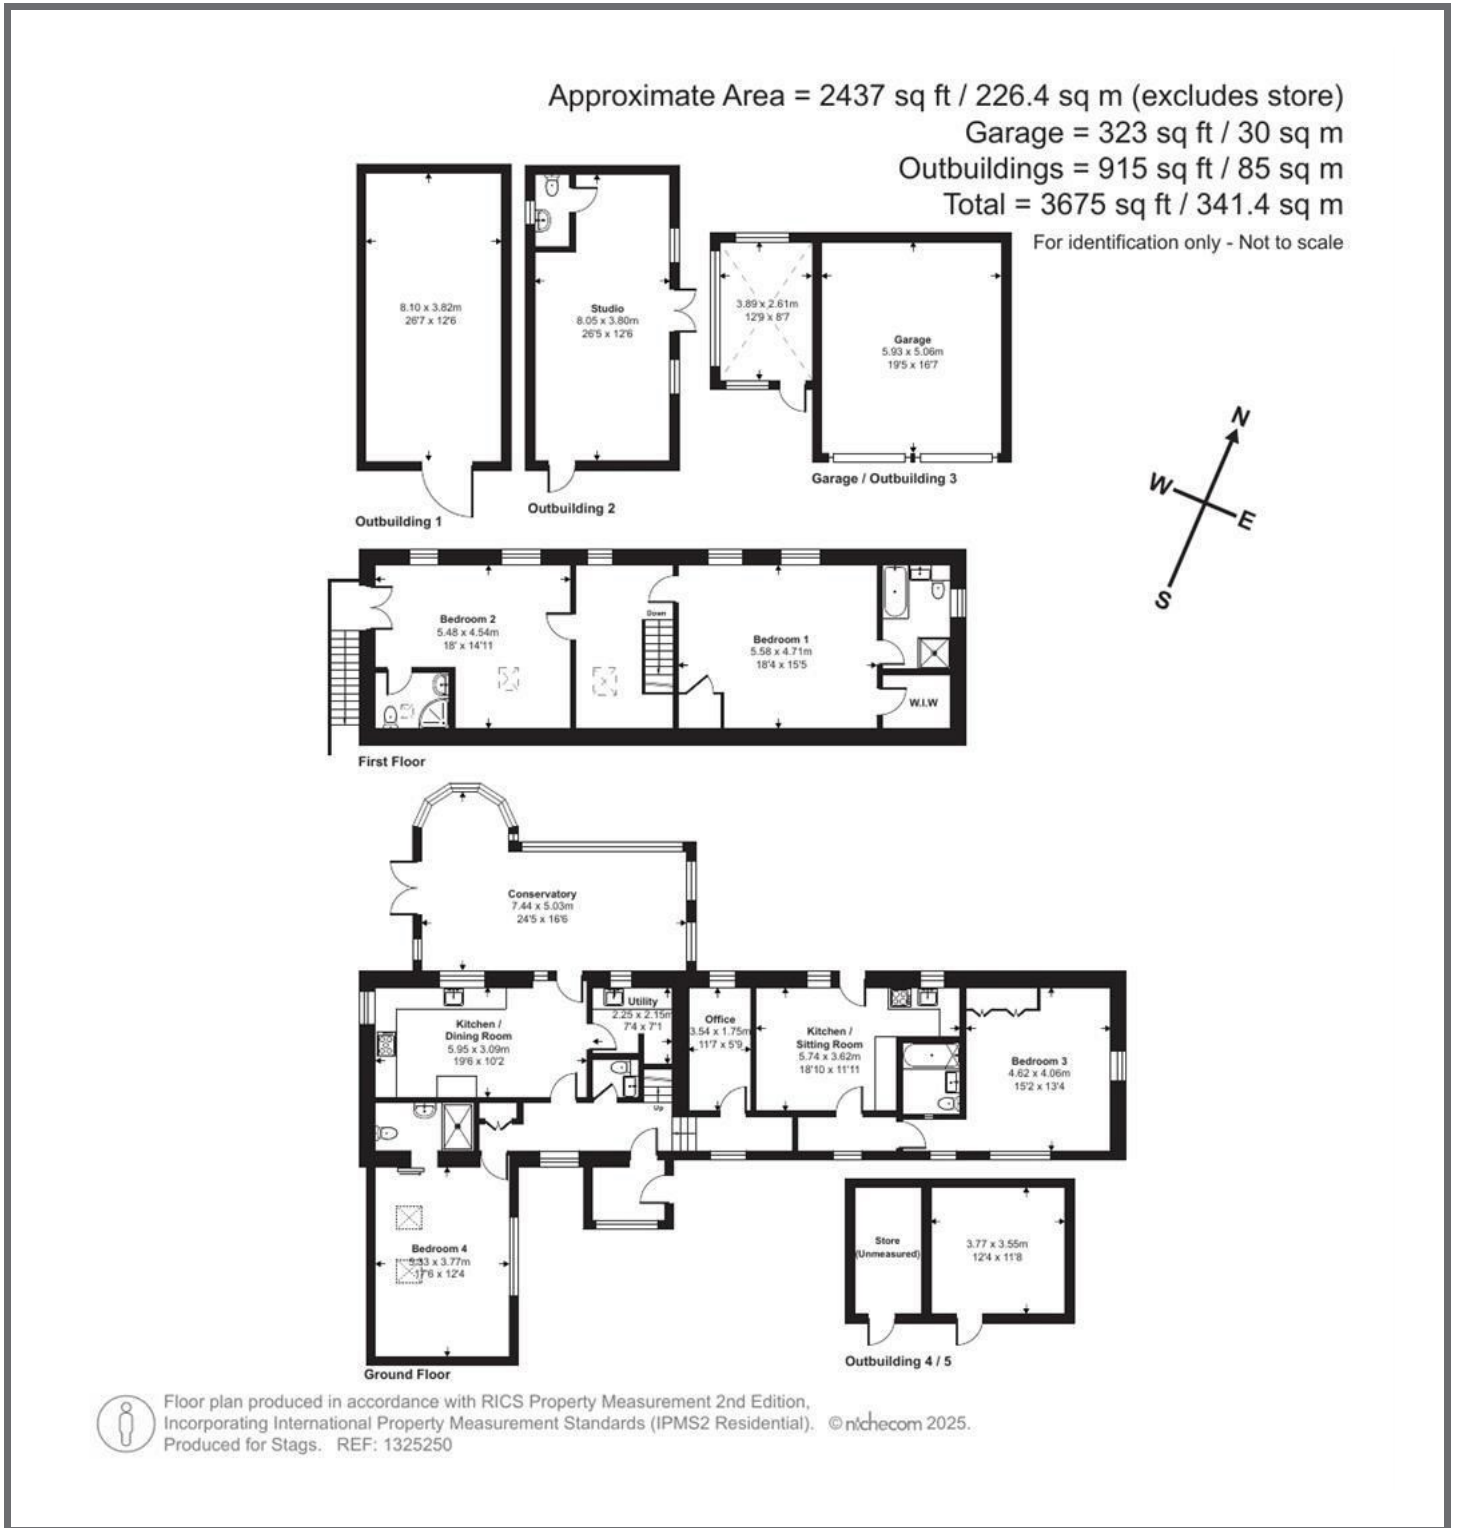 Approximate Area = 2437 sq ft / 226.4 sq m (excludes store)
Garage = 323 sq ft / 30 sq m
Outbuildings = 915 sq ft / 85 sq m
Total = 3675 sq ft / 341.4 sq m
For identification only - Not to scale
8.10 x 3.82m
26'7 x 12'6
Outbuilding 1
Studio
8.05 x 3.80m
26'5 x 12'6
Outbuilding 2
3.89 x 2.61m
12'9 x 8'7
Garage
5.93 x 5.06m
19'5 x 16'7
Garage / Outbuilding 3
N
W
E
S
Bedroom 2
5.48 x 4.54m
18' x 14'11
Down
Bedroom 1
5.58 x 4.71m
18'4 x 15'5
W.I.W
First Floor
Conservatory
7.44 x 5.03m
24'5 x 16'6
Kitchen /
Dining Room
5.95 x 3.09m
19'6 x 10'2
Utility
2.25 x 2.15m
7'4 x 7'1
Up
Office
3.54 x 1.75m
11'7 x 5'9
Kitchen /
Sitting Room
5.74 x 3.62m
18'10 x 11'11
Bedroom 3
4.62 x 4.06m
15'2 x 13'4
Bedroom 4
5.33 x 3.77m
17'6 x 12'4
Ground Floor
Store
(Unmeasured)
3.77 x 3.55m
12'4 x 11'8
Outbuilding 4 / 5
Floor plan produced in accordance with RICS Property Measurement 2nd Edition,
Incorporating International Property Measurement Standards (IPMS2 Residential). © nichecom 2025.
Produced for Stags. REF: 1325250